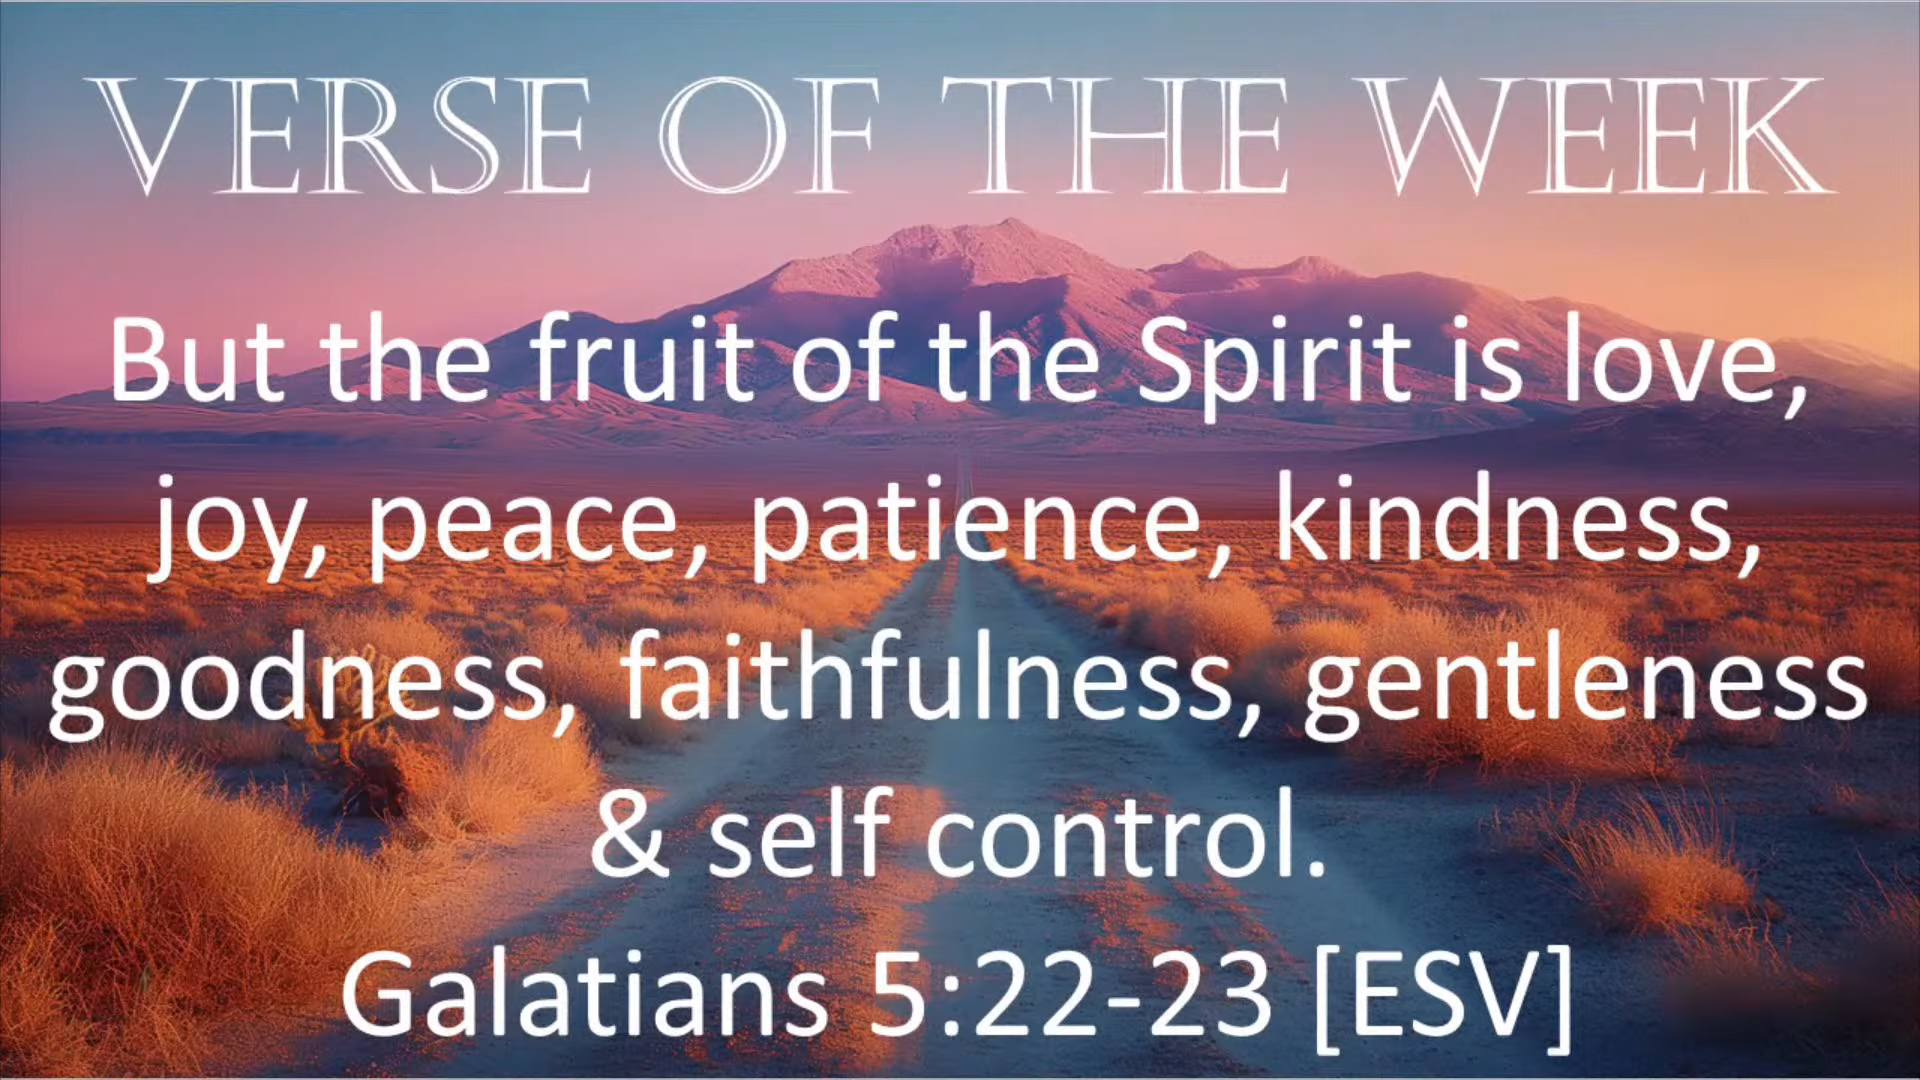 VERSE OF THE WEEK
But the fruit of the Spirit is love,
joy, peace, patience, kindness,
goodness, faithfulness, gentleness
& self control.
Galatians 5:22-23 [ESV]